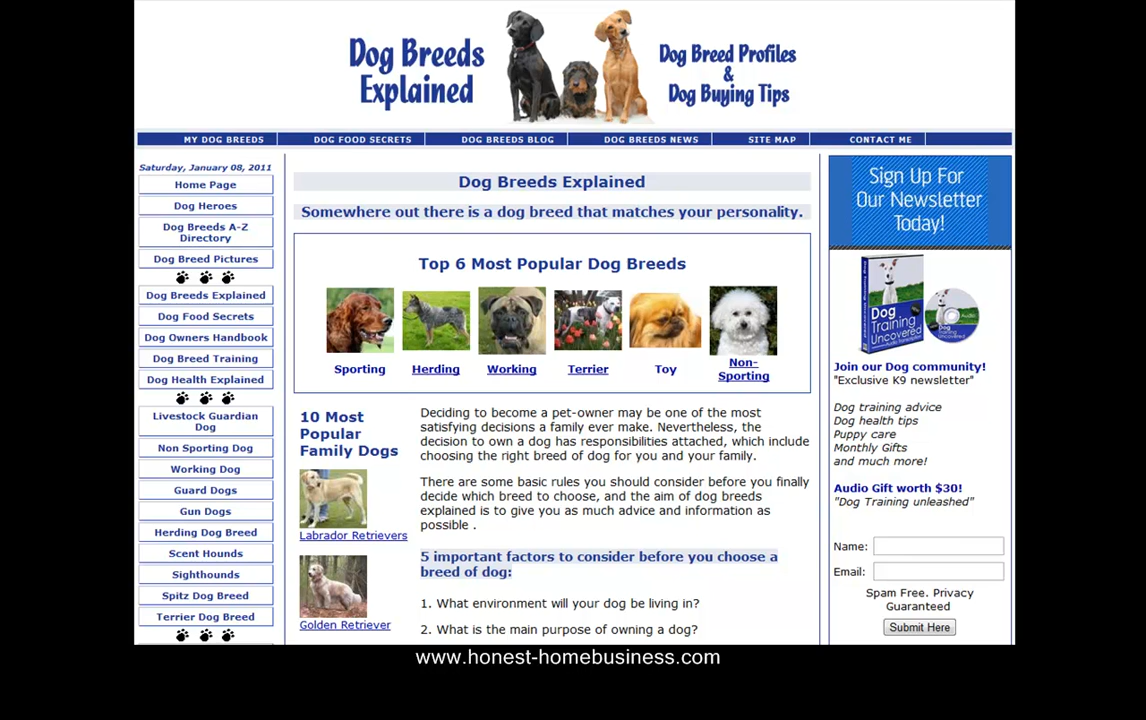 Dog Breeds
Explained
Dog Breed Profiles
&
Dog Buying Tips
MY DOG BREEDS
DOG FOOD SECRETS
DOG BREEDS BLOG
DOG BREEDS NEWS
SITE MAP
CONTACT ME
Saturday, January 08, 2011
Home Page
Dog Heroes
Dog Breeds A-Z
Directory
Dog Breed Pictures
Dog Breeds Explained
Dog Food Secrets
Dog Owners Handbook
Dog Breed Training
Dog Health Explained
Livestock Guardian
Dog
Non Sporting Dog
Working Dog
Guard Dogs
Gun Dogs
Herding Dog Breed
Scent Hounds
Sighthounds
Spitz Dog Breed
Terrier Dog Breed
Dog Breeds Explained
Somewhere out there is a dog breed that matches your personality.
Top 6 Most Popular Dog Breeds
Sporting
Herding
Working
Terrier
Toy
Non-
Sporting
10 Most
Popular
Family Dogs
Labrador Retrievers
Golden Retriever
Deciding to become a pet-owner may be one of the most
satisfying decisions a family ever make. Nevertheless, the
decision to own a dog has responsibilities attached, which include
choosing the right breed of dog for you and your family.
There are some basic rules you should consider before you finally
decide which breed to choose, and the aim of dog breeds
explained is to give you as much advice and information as
possible .
5 important factors to consider before you choose a
breed of dog:
1. What environment will your dog be living in?
2. What is the main purpose of owning a dog?
Sign Up For
Our Newsletter
Today!
Dog
Training
Uncovered
Audio
Join our Dog community!
"Exclusive K9 newsletter"
Dog training advice
Dog health tips
Puppy care
Monthly Gifts
and much more!
Audio Gift worth $30!
"Dog Training unleashed"
Name:
Email:
Spam Free. Privacy
Guaranteed
Submit Here
www.honest-homebusiness.com